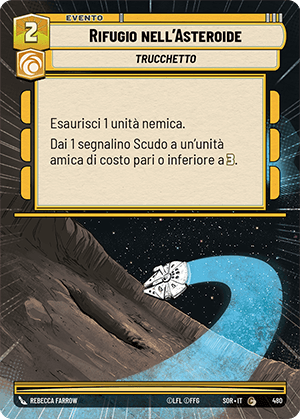 EVENTO
2
RIFUGIO NELL'ASTEROIDE
TRUCCHETTO
Esaurisci 1 unità nemica.
Dai 1 segnalino Scudo a un'unità
amica di costo pari o inferiore a 3.
REBECCA FARROW
©LFL ©FFG
SOR • IT
C
480